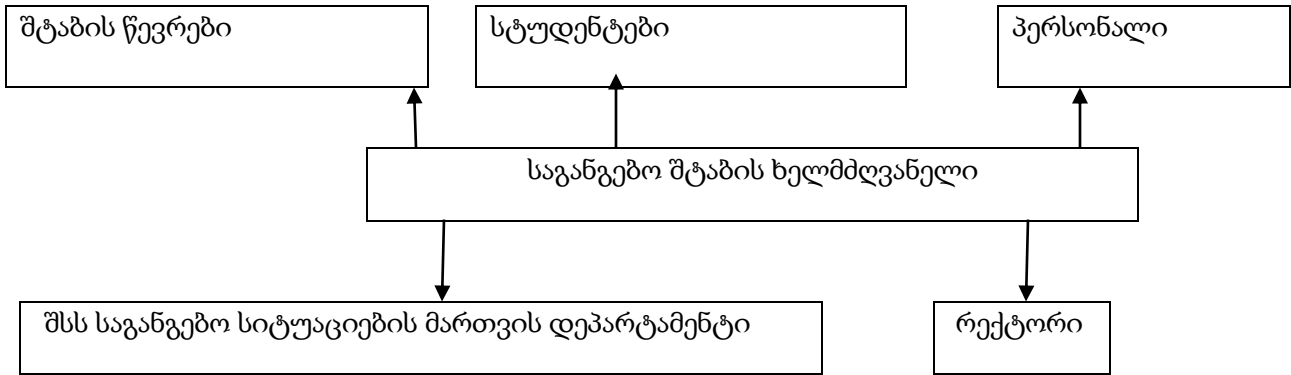 შტაბის წევრები
სტუდენტები
პერსონალი
საგანგებო შტაბის ხელმძღვანელი
შსს საგანგებო სიტუაციების მართვის დეპარტამენტი
რექტორი